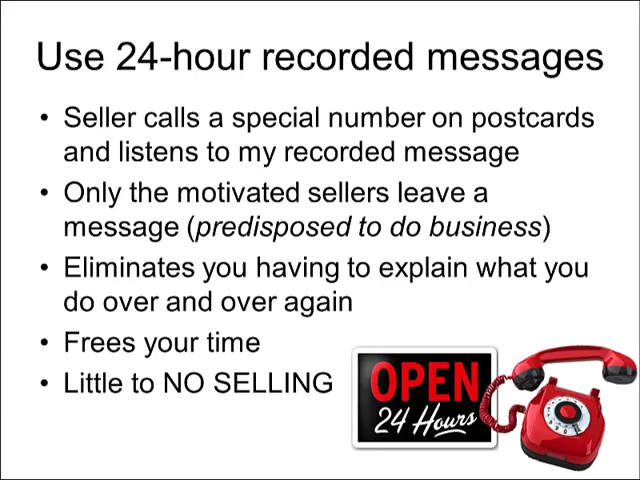 Use 24-hour recorded messages
• Seller calls a special number on postcards
and listens to my recorded message
• Only the motivated sellers leave a
message (predisposed to do business)
• Eliminates you having to explain what you
do over and over again
• Frees your time
• Little to NO SELLING
OPEN
24 Hours